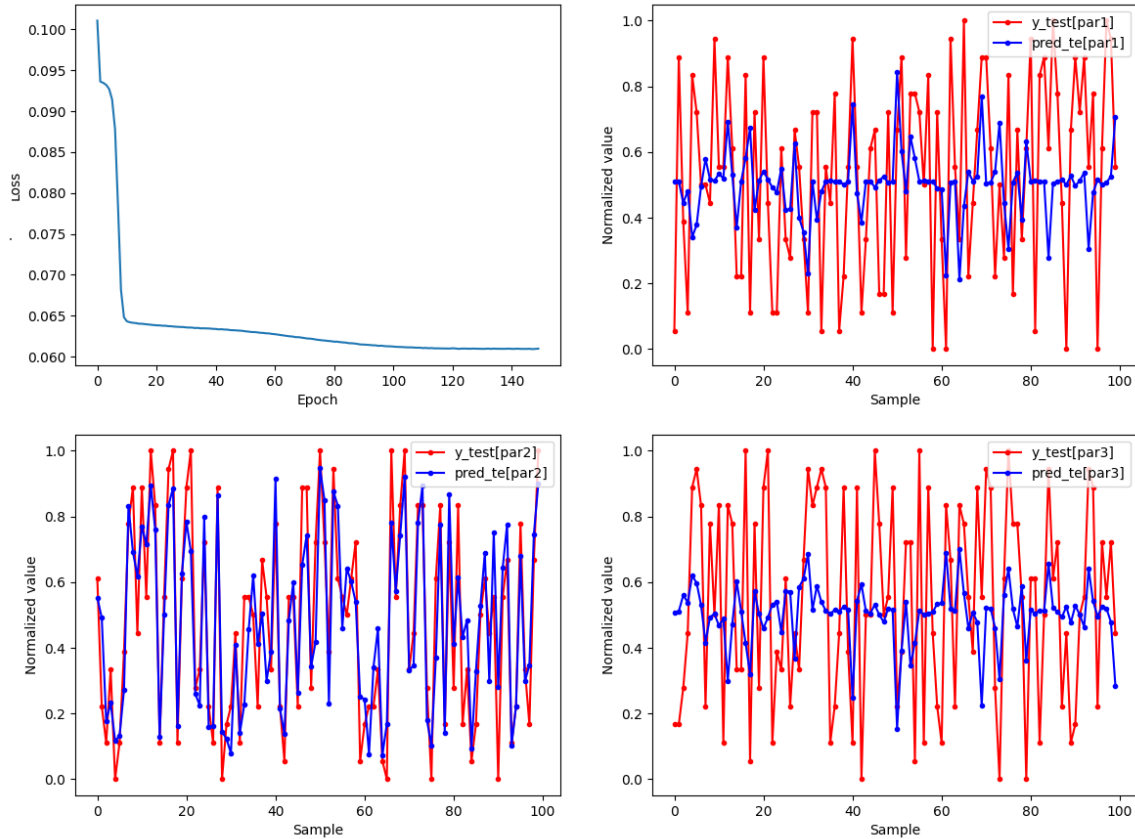 0.100
0.095
0.090
0.085
0.080
0.075
0.070
0.065
0.060
Loss
0 20 40 60 80 100 120 140
Epoch
1.0
0.8
0.6
0.4
0.2
0.0
Normalized value
y_test[par1]
pred_te[par1]
0 20 40 60 80 100
Sample
1.0
0.8
0.6
0.4
0.2
0.0
Normalized value
y_test[par2]
pred_te[par2]
0 20 40 60 80 100
Sample
1.0
0.8
0.6
0.4
0.2
0.0
Normalized value
y_test[par3]
pred_te[par3]
0 20 40 60 80 100
Sample